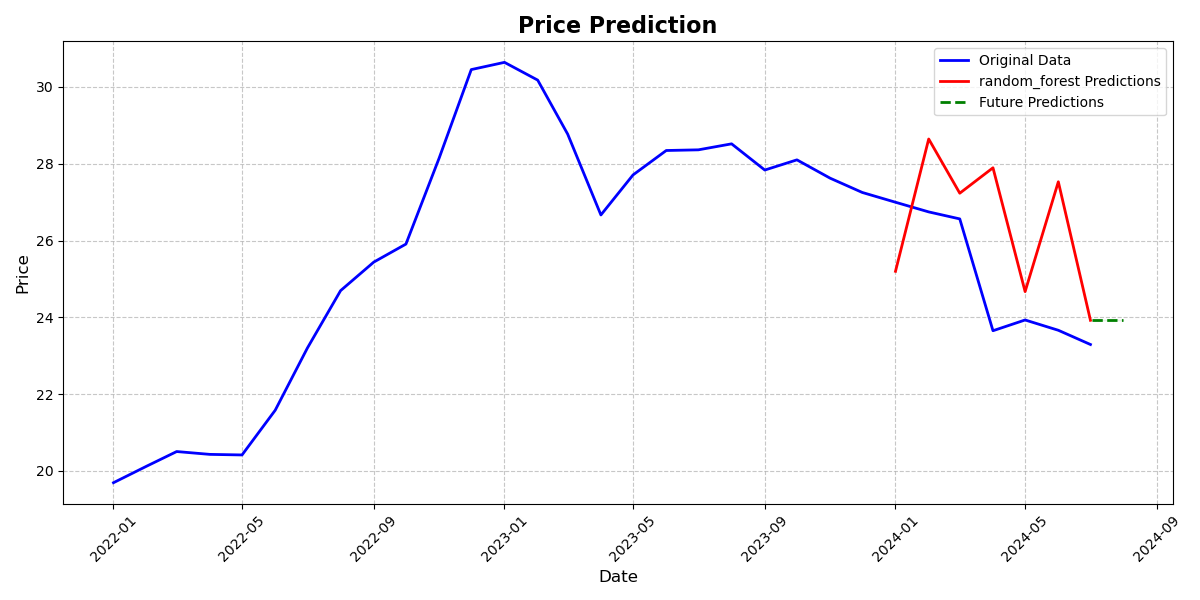 Price Prediction
Original Data
random_forest Predictions
Future Predictions
Price
30
28
26
24
22
20
2022-01
2022-05
2022-09
2023-01
2023-05
2023-09
2024-01
2024-05
2024-09
Date